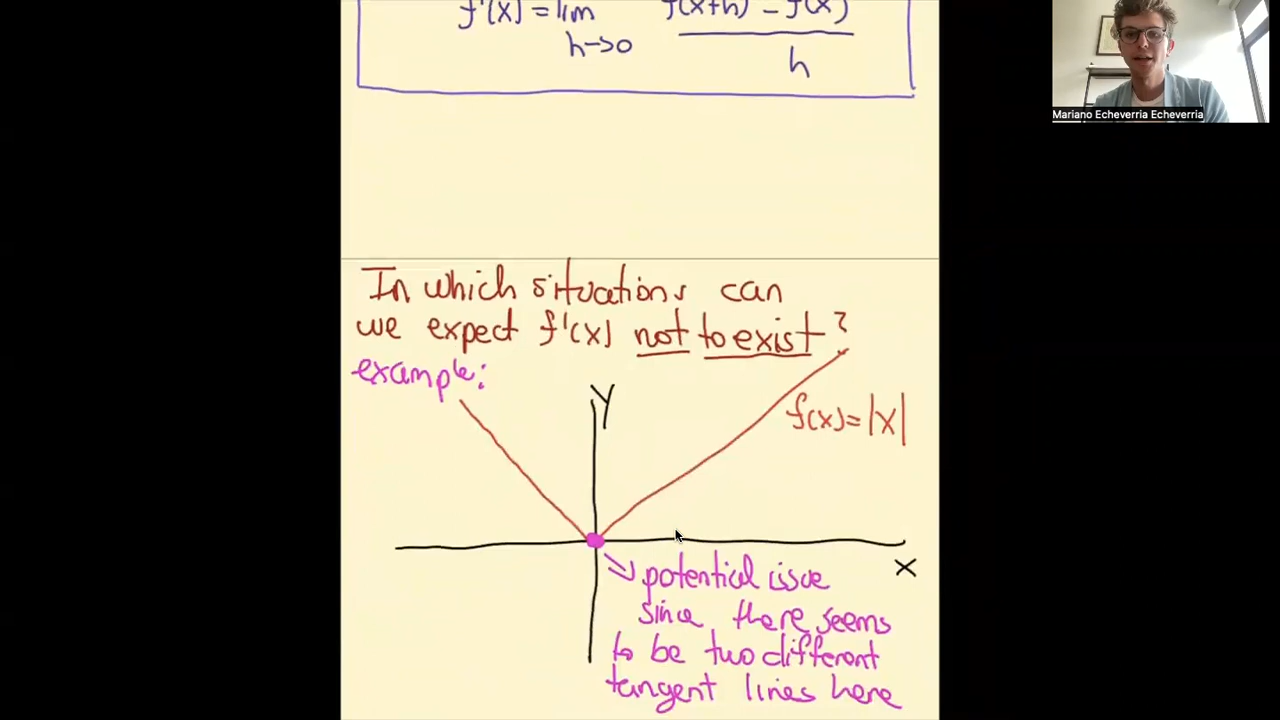 f'(x) = lim f(x+h) - f(x)
h->0 h
Mariano Echeverria Echeverria
In which situations can
we expect f'(x) not to exist?
example:
Y
f(x)=|x|
x
potential issue
since there seems
to be two different
tangent lines here